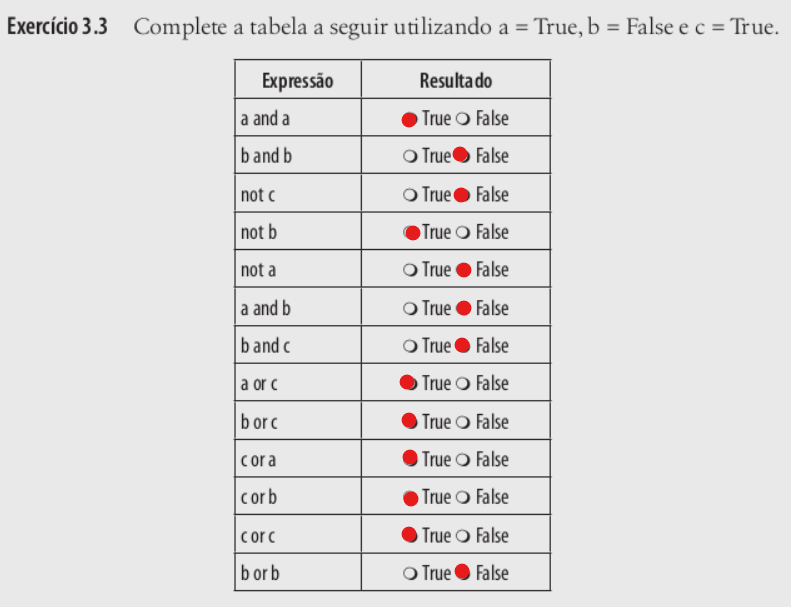 Exercício 3.3 Complete a tabela a seguir utilizando a = True, b = False e c = True.
Expressão Resultado
a and a True False
b and b True False
not c True False
not b True False
not a True False
a and b True False
b and c True False
a or c True False
b or c True False
c or a True False
c or b True False
c or c True False
b or b True False